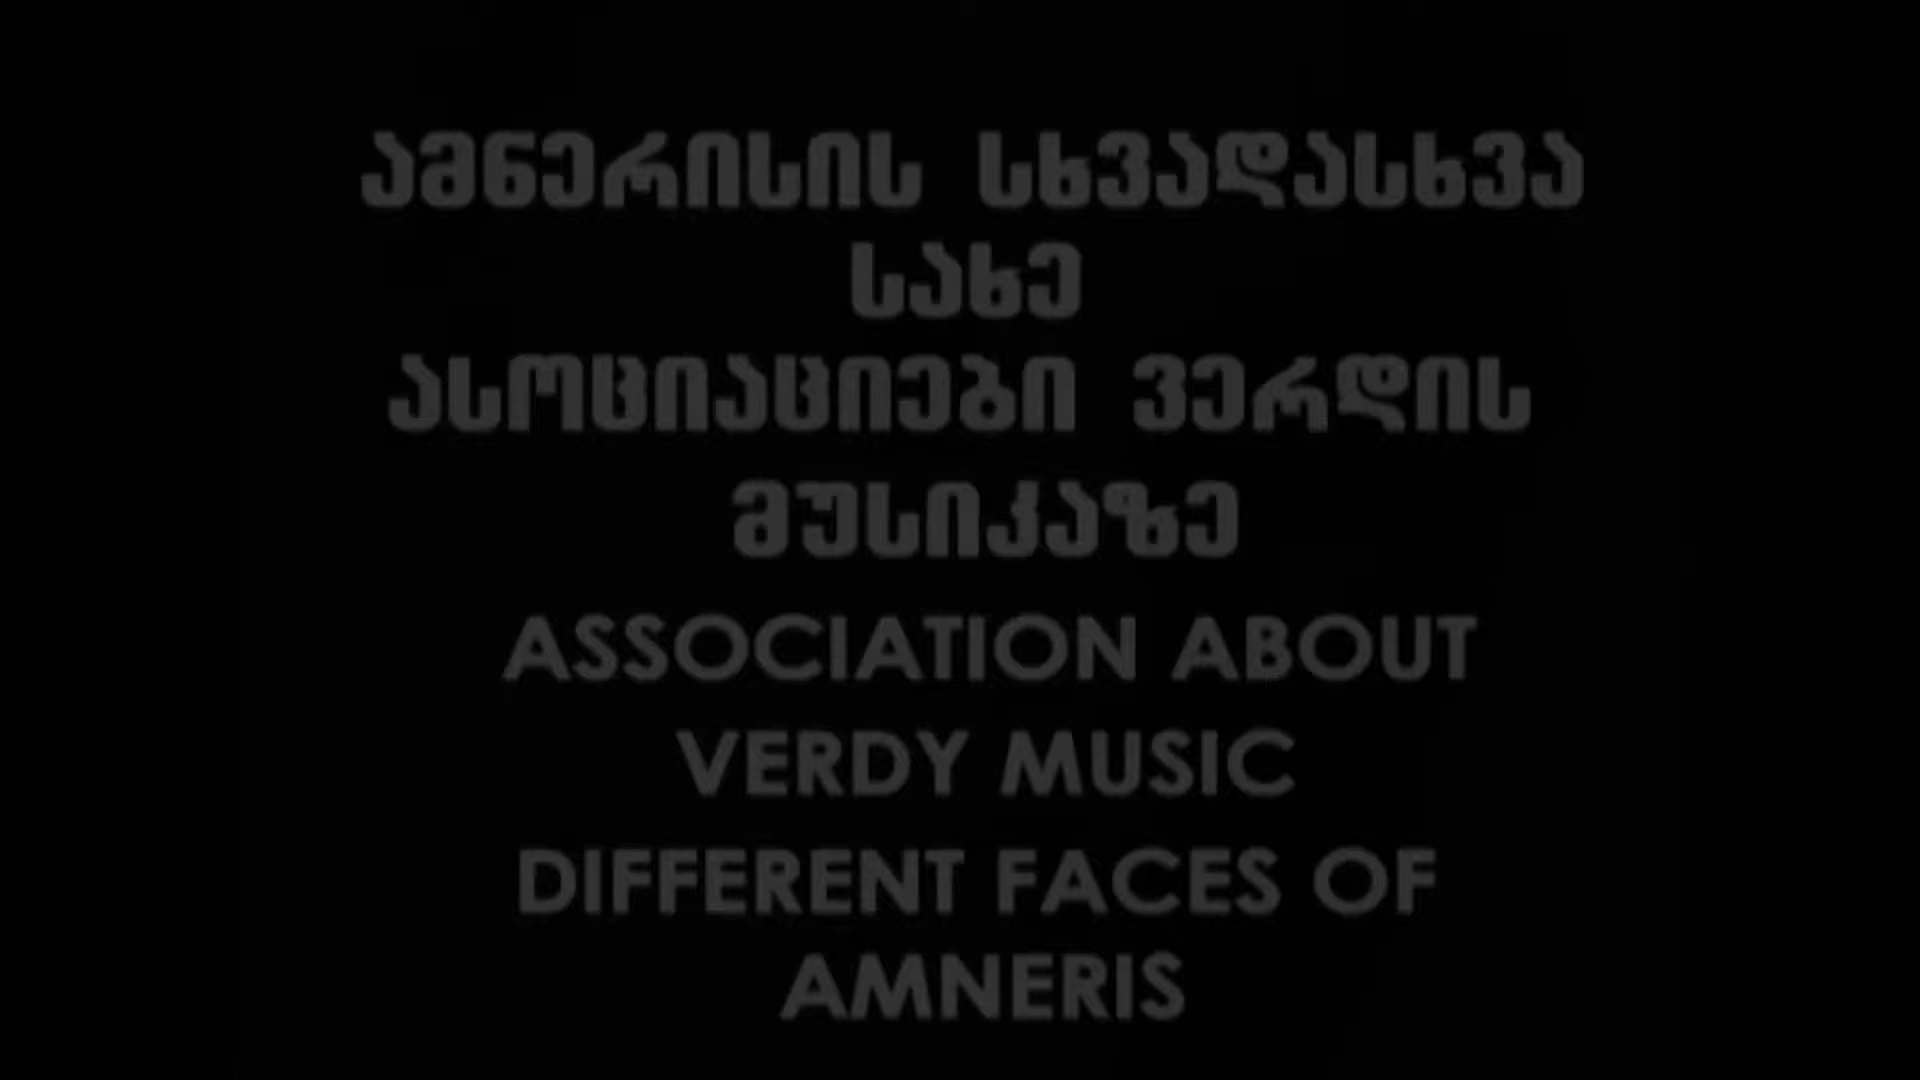 ამნერისის სხვადასხვა
სახე
ასოციაციები ვერდის
მუსიკაზე
ASSOCIATION ABOUT
VERDY MUSIC
DIFFERENT FACES OF
AMNERIS